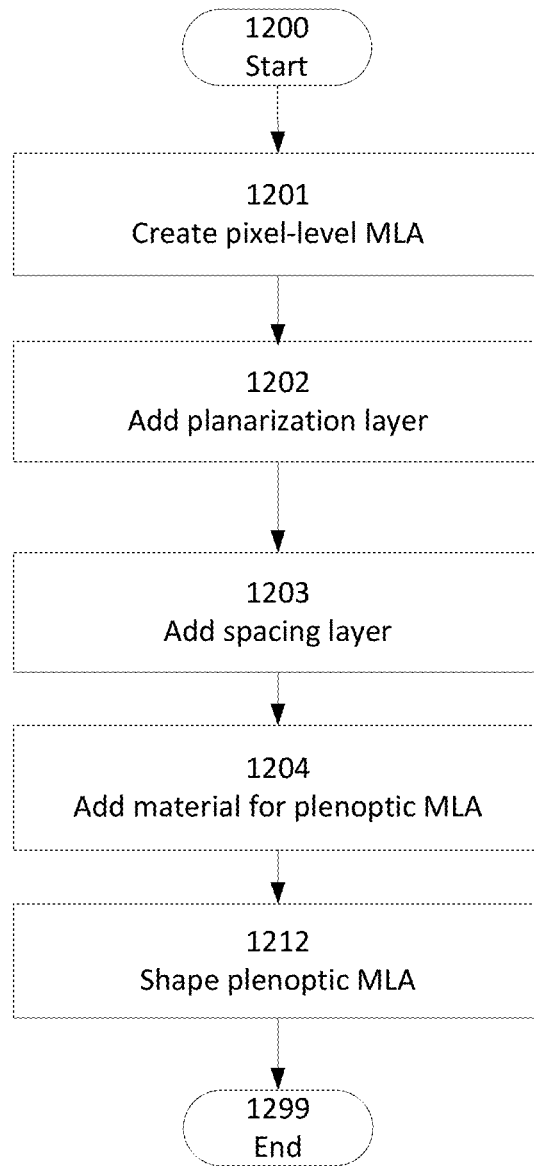 1200
Start
1201
Create pixel-level MLA
1202
Add planarization layer
1203
Add spacing layer
1204
Add material for plenoptic MLA
1212
Shape plenoptic MLA
1299
End